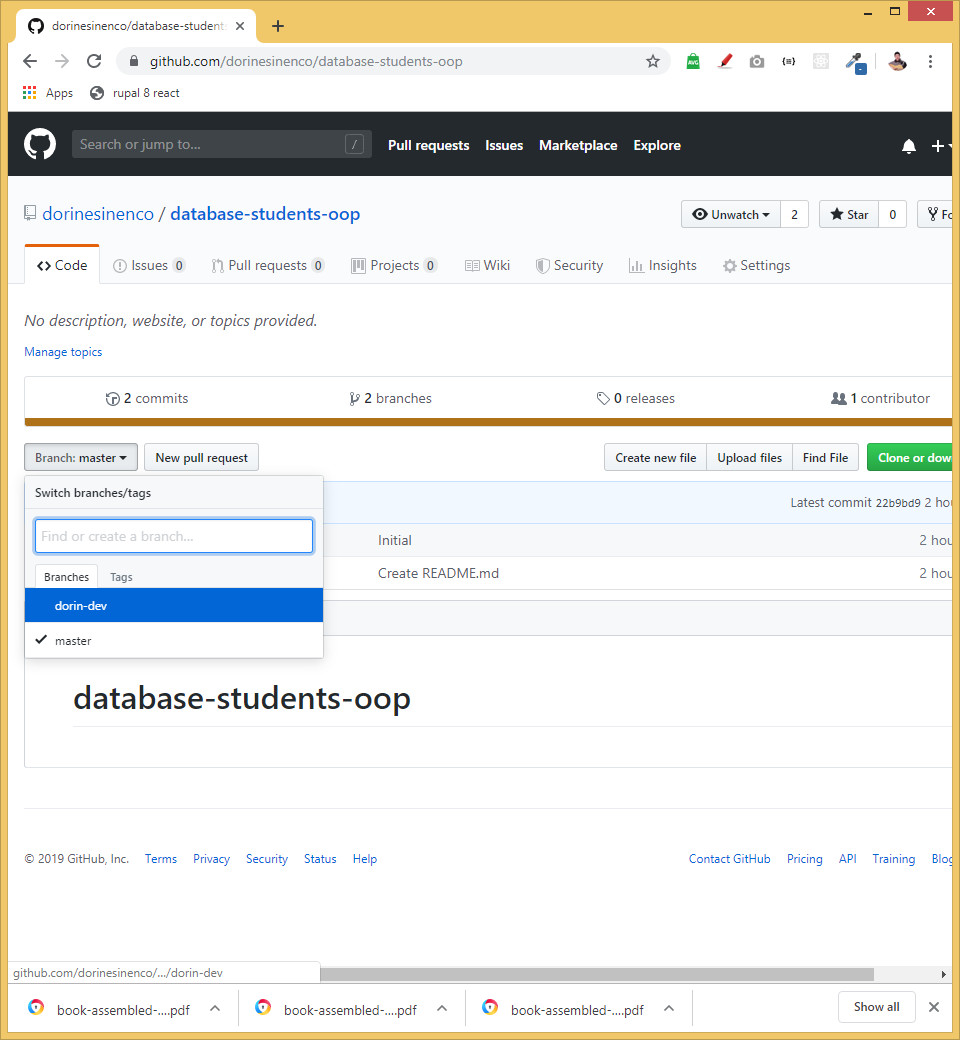 dorinesinenco/database-student
github.com/dorinesinenco/database-students-oop
AVG
Apps rupal 8 react
Search or jump to... /
Pull requests Issues Marketplace Explore
dorinesinenco / database-students-oop
Unwatch 2 Star 0 Fo
Code Issues 0 Pull requests 0 Projects 0 Wiki Security Insights Settings
No description, website, or topics provided.
Manage topics
2 commits 2 branches 0 releases 1 contributor
Branch: master New pull request Create new file Upload files Find File Clone or dow
Switch branches/tags
Latest commit 22b9bd9 2 hou
Find or create a branch...
Initial 2 hou
Branches Tags
Create README.md 2 hou
dorin-dev
master
database-students-oop
© 2019 GitHub, Inc. Terms Privacy Security Status Help Contact GitHub Pricing API Training Blog
github.com/dorinesinenco/.../dorin-dev
book-assembled-....pdf book-assembled-....pdf book-assembled-....pdf Show all